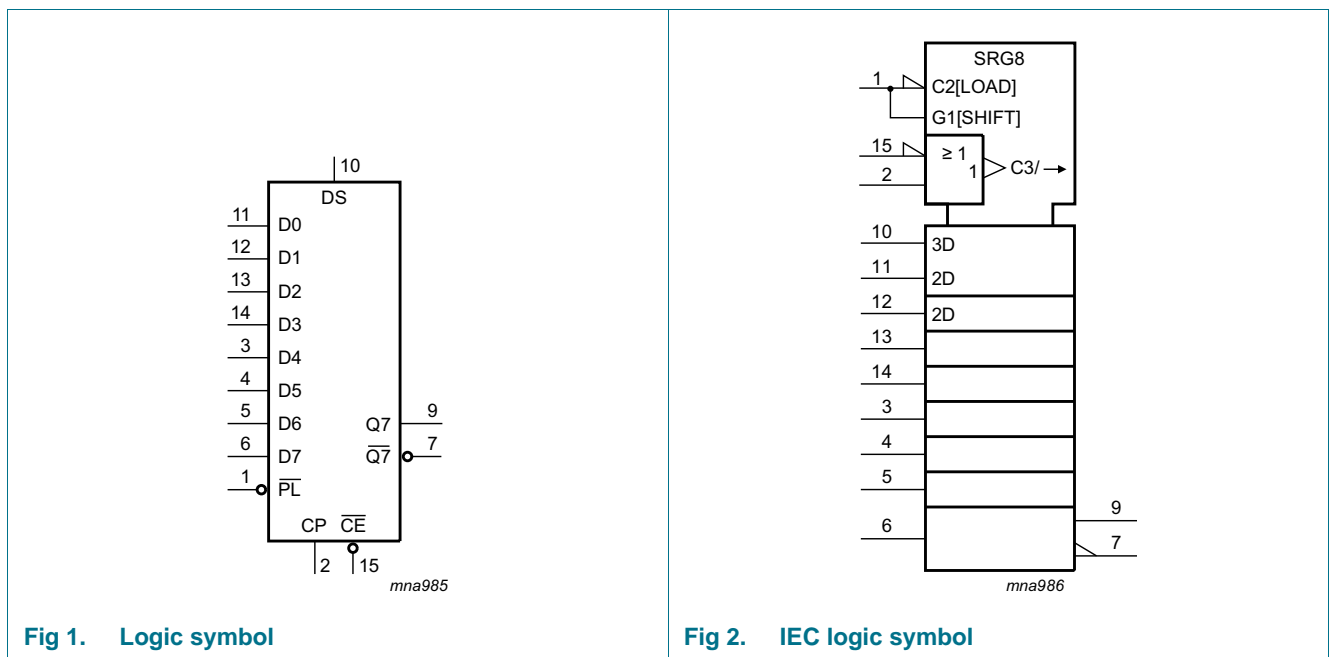 10
DS
11 D0
12 D1
13 D2
14 D3
3 D4
4 D5
5 D6 Q7 9
6 D7 Q̅7̅ 7
1 P̅L̅
CP C̅E̅
2 15
mna985
Fig 1. Logic symbol
SRG8
1 C2[LOAD]
G1[SHIFT]
15 ≥ 1
2 1 C3/ →
10 3D
11 2D
12 2D
13
14
3
4
5
6 9
7
mna986
Fig 2. IEC logic symbol